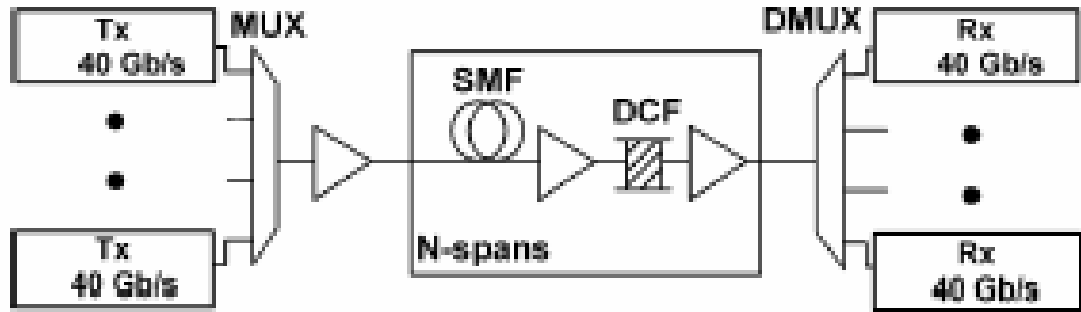 Tx
40 Gb/s
MUX
SMF
DCF
DMUX
Rx
40 Gb/s
Tx
40 Gb/s
N-spans
Rx
40 Gb/s